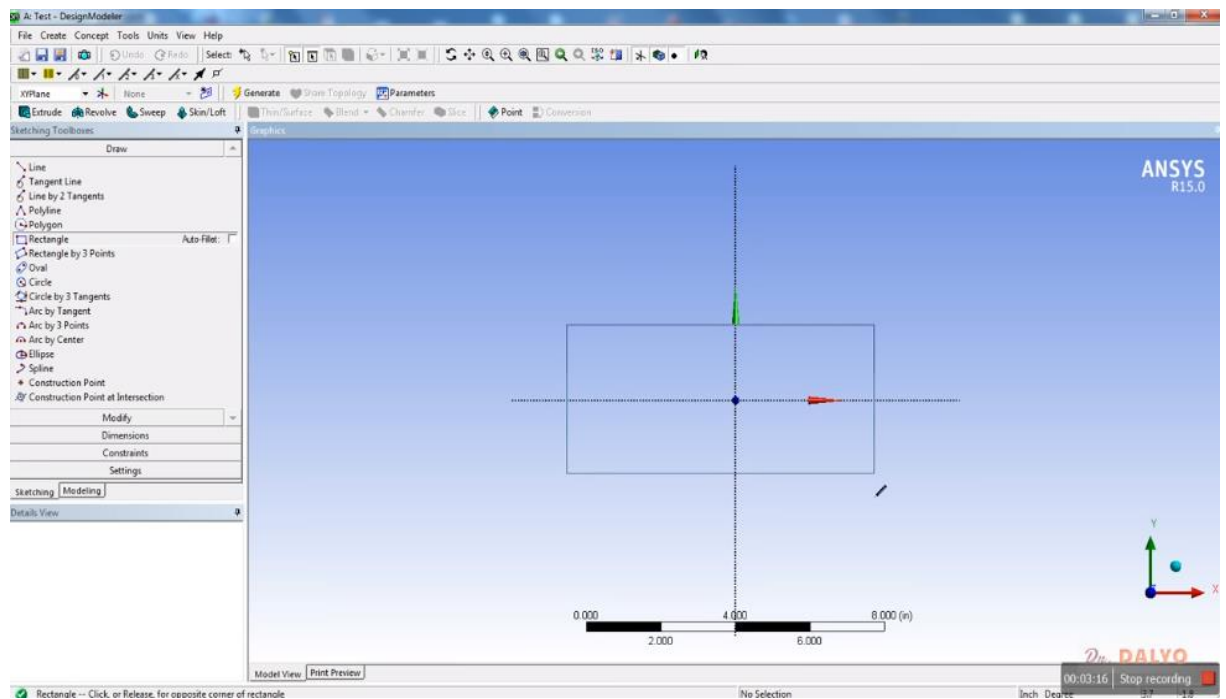 A: Test - DesignModeler
File Create Concept Tools Units View Help
Undo Redo Select:
XYPlane None Generate Share Topology Parameters
Extrude Revolve Sweep Skin/Loft Thin/Surface Blend Chamfer Slice Point Conversion
Sketching Toolboxes
Graphics
Draw
Line
Tangent Line
Line by 2 Tangents
Polyline
Polygon
Rectangle Auto-Fillet:
Rectangle by 3 Points
Oval
Circle
Circle by 3 Tangents
Arc by Tangent
Arc by 3 Points
Arc by Center
Ellipse
Spline
Construction Point
Construction Point at Intersection
Modify
Dimensions
Constraints
Settings
Sketching Modeling
Details View
ANSYS
R15.0
Y
X
0.000 4.000 8.000 (in)
2.000 6.000
Dr. DALYO
00:03:16 Stop recording
Model View Print Preview
Rectangle -- Click, or Release, for opposite corner of rectangle No Selection Inch Degree